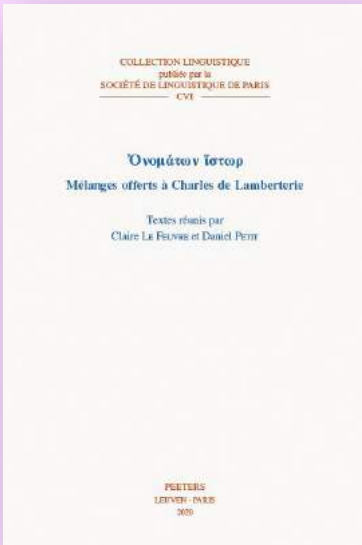 COLLECTION LINGUISTIQUE
publiée par la
SOCIÉTÉ DE LINGUISTIQUE DE PARIS
CVI
Ὀνομάτων ἵστωρ
Mélanges offerts à Charles de Lamberterie
Textes réunis par
Claire LE FEUVRE et Daniel PETIT
PEETERS
LEUVEN - PARIS
2020